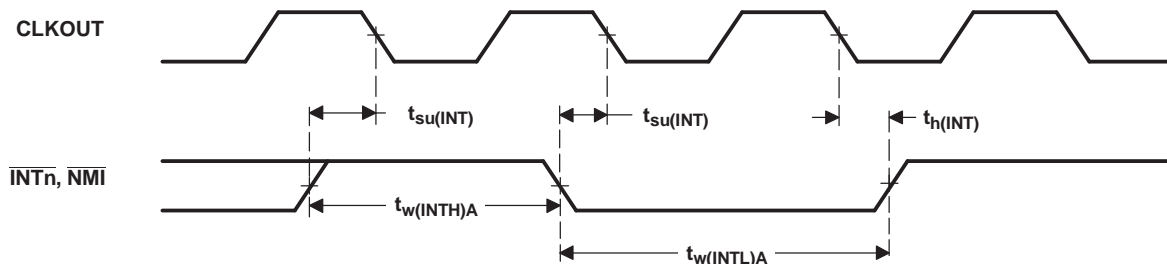 CLKOUT
tsu(INT) tsu(INT) th(INT)
INTn, NMI
tw(INTH)A
tw(INTL)A